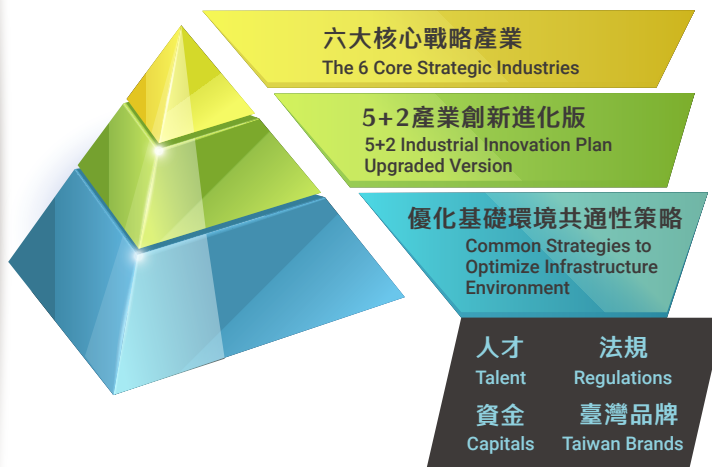 六大核心戰略產業
The 6 Core Strategic Industries
5+2產業創新進化版
5+2 Industrial Innovation Plan
Upgraded Version
優化基礎環境共通性策略
Common Strategies to
Optimize Infrastructure
Environment
人才 法規
Talent Regulations
資金 臺灣品牌
Capitals Taiwan Brands